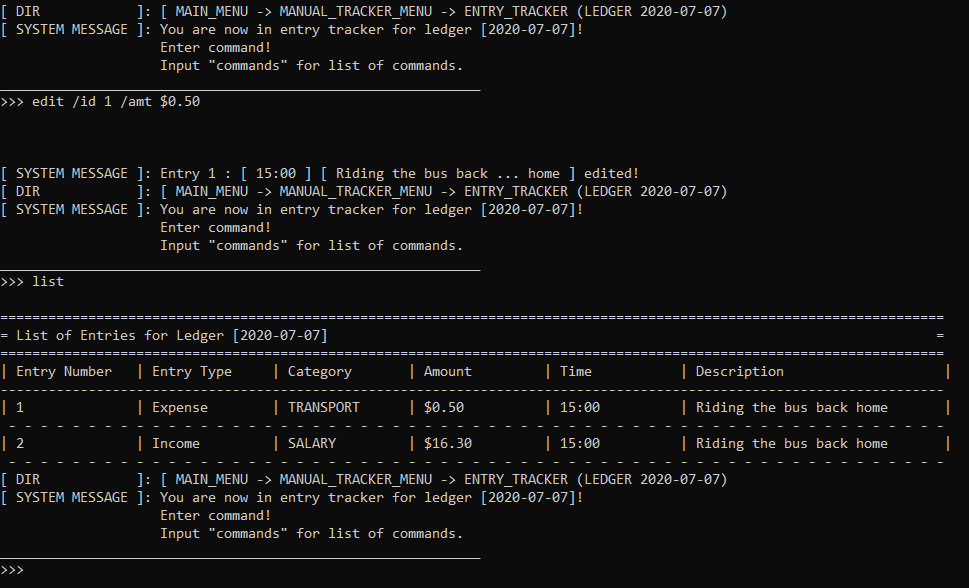 [ DIR            ]: [ MAIN_MENU -> MANUAL_TRACKER_MENU -> ENTRY_TRACKER (LEDGER 2020-07-07)
[ SYSTEM MESSAGE ]: You are now in entry tracker for ledger [2020-07-07]!
                    Enter command!
                    Input "commands" for list of commands.
____________________________________________________________
>>> edit /id 1 /amt $0.50
[ SYSTEM MESSAGE ]: Entry 1 : [ 15:00 ] [ Riding the bus back ... home ] edited!
[ DIR            ]: [ MAIN_MENU -> MANUAL_TRACKER_MENU -> ENTRY_TRACKER (LEDGER 2020-07-07)
[ SYSTEM MESSAGE ]: You are now in entry tracker for ledger [2020-07-07]!
                    Enter command!
                    Input "commands" for list of commands.
____________________________________________________________
>>> list
======================================================================================================================
= List of Entries for Ledger [2020-07-07]                                                                            =
======================================================================================================================
| Entry Number   | Entry Type     | Category       | Amount         | Time           | Description                    |
----------------------------------------------------------------------------------------------------------------------
| 1              | Expense        | TRANSPORT      | $0.50          | 15:00          | Riding the bus back home       |
 - - - - - - - - - - - - - - - - - - - - - - - - - - - - - - - - - - - - - - - - - - - - - - - - - - - - - - - - - - -
| 2              | Income         | SALARY         | $16.30         | 15:00          | Riding the bus back home       |
 - - - - - - - - - - - - - - - - - - - - - - - - - - - - - - - - - - - - - - - - - - - - - - - - - - - - - - - - - - -
[ DIR            ]: [ MAIN_MENU -> MANUAL_TRACKER_MENU -> ENTRY_TRACKER (LEDGER 2020-07-07)
[ SYSTEM MESSAGE ]: You are now in entry tracker for ledger [2020-07-07]!
                    Enter command!
                    Input "commands" for list of commands.
____________________________________________________________
>>>